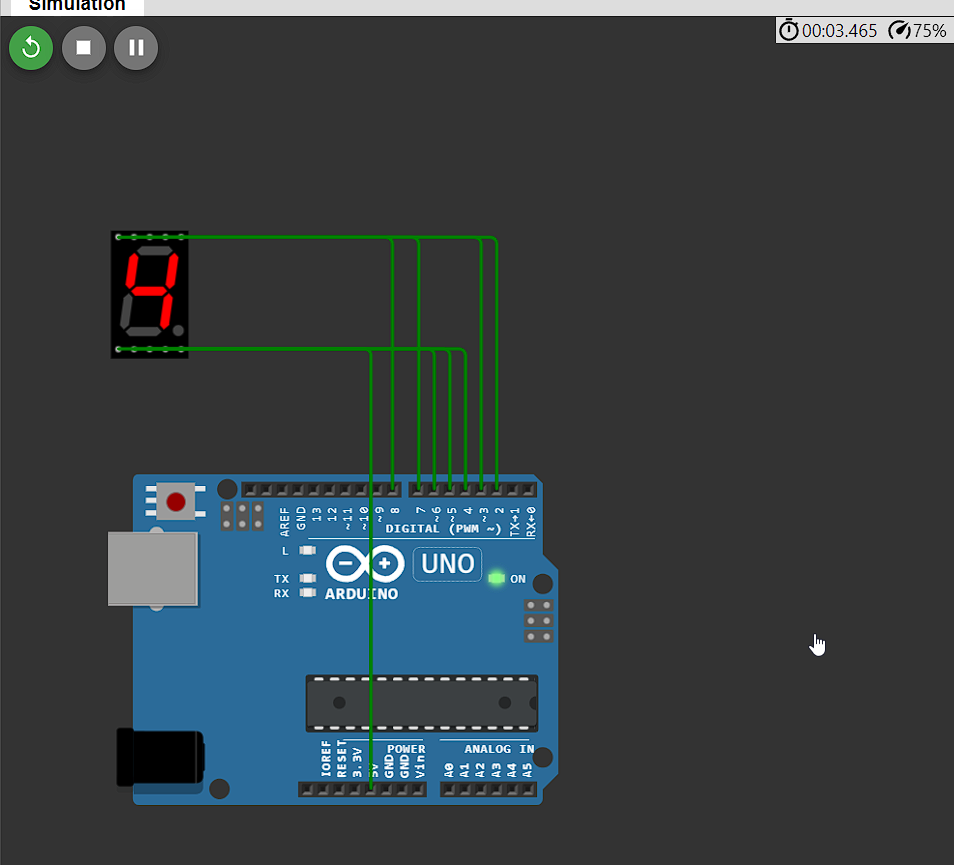 Simulation
00:03.465 75%
4
AREF
GND
13
12
~11
~10
~9
8
7
~6
~5
4
~3
2
TX→1
RX←0
DIGITAL (PWM ~)
L
TX
RX
UNO
ON
ARDUINO
IOREF
RESET
3.3V
5V
GND
GND
Vin
POWER
ANALOG IN
A0
A1
A2
A3
A4
A5